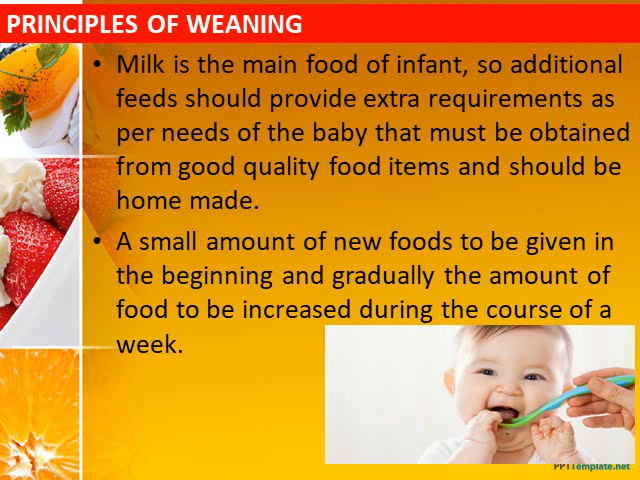 PRINCIPLES OF WEANING
• Milk is the main food of infant, so additional
feeds should provide extra requirements as
per needs of the baby that must be obtained
from good quality food items and should be
home made.
• A small amount of new foods to be given in
the beginning and gradually the amount of
food to be increased during the course of a
week.
PPTTemplate.net